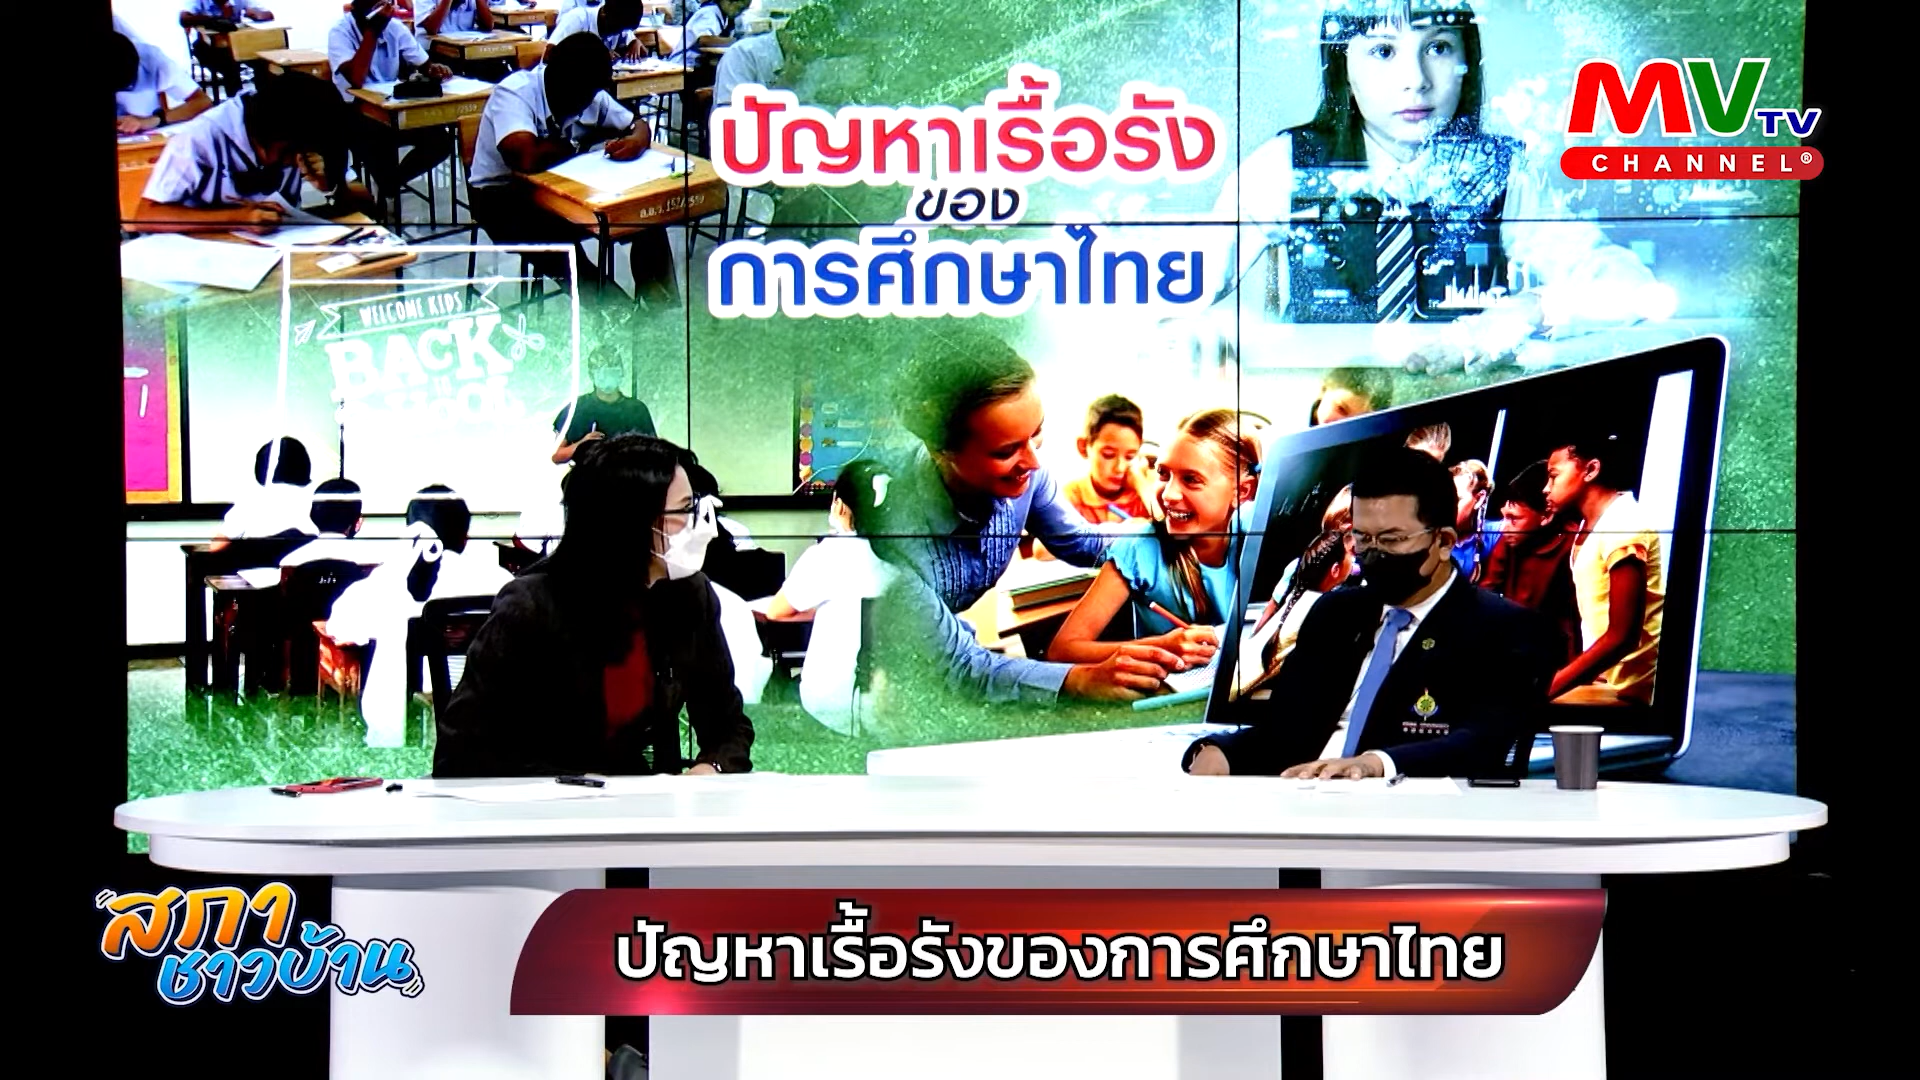 ปัญหาเรื้อรัง
ของ
การศึกษาไทย
MVTV
CHANNEL®
WELCOME KIDS
BACK
สภา
ชาวบ้าน
ปัญหาเรื้อรังของการศึกษาไทย